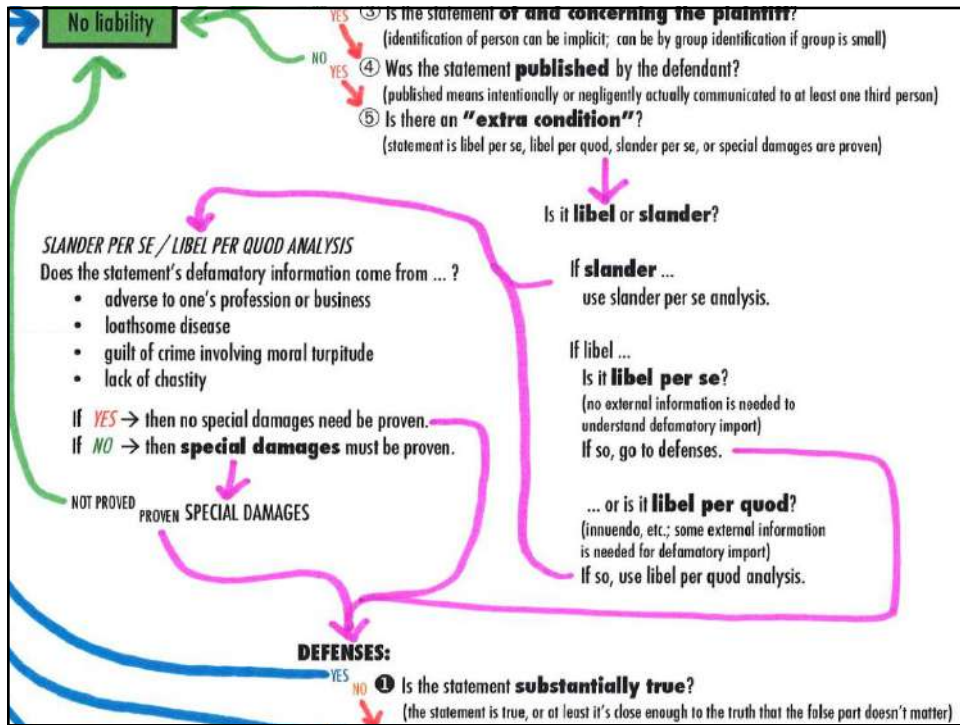 No liability
YES ③ Is the statement of and concerning the plaintiff?
(identification of person can be implicit; can be by group identification if group is small)
NO YES ④ Was the statement published by the defendant?
(published means intentionally or negligently actually communicated to at least one third person)
⑤ Is there an "extra condition"?
(statement is libel per se, libel per quod, slander per se, or special damages are proven)
Is it libel or slander?
SLANDER PER SE / LIBEL PER QUOD ANALYSIS
Does the statement's defamatory information come from ... ?
• adverse to one's profession or business
• loathsome disease
• guilt of crime involving moral turpitude
• lack of chastity
If YES → then no special damages need be proven.
If NO → then special damages must be proven.
NOT PROVED PROVEN SPECIAL DAMAGES
If slander ...
use slander per se analysis.
If libel ...
Is it libel per se?
(no external information is needed to
understand defamatory import)
If so, go to defenses.
... or is it libel per quod?
(innuendo, etc.; some external information
is needed for defamatory import)
If so, use libel per quod analysis.
DEFENSES:
YES NO ❶ Is the statement substantially true?
(the statement is true, or at least it's close enough to the truth that the false part doesn't matter)